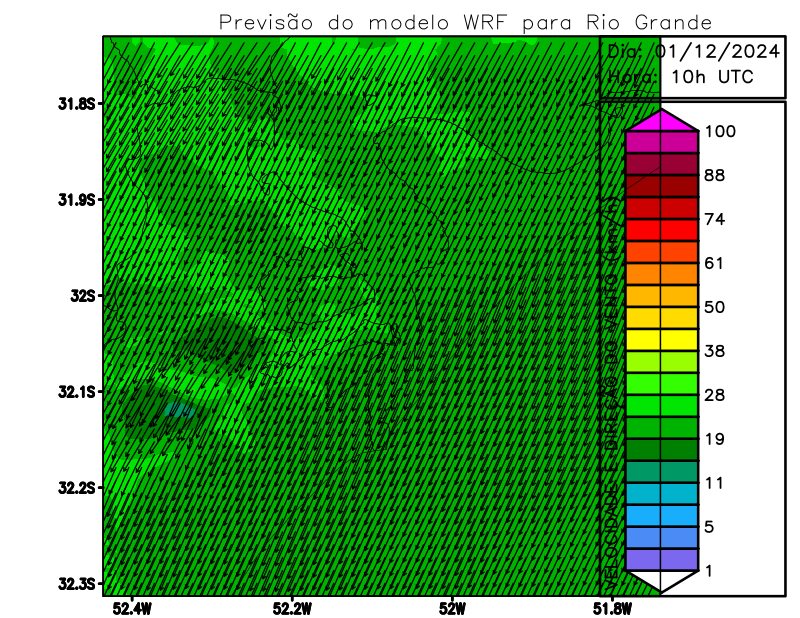 Previsão do modelo WRF para Rio Grande
Dia: 01/12/2024
Hora: 10h UTC
31.8S
31.9S
32S
32.1S
32.2S
32.3S
52.4W
52.2W
52W
51.8W
VELOCIDADE E DIREÇÃO DO VENTO (km/h)
100
88
74
61
50
38
28
19
11
5
1